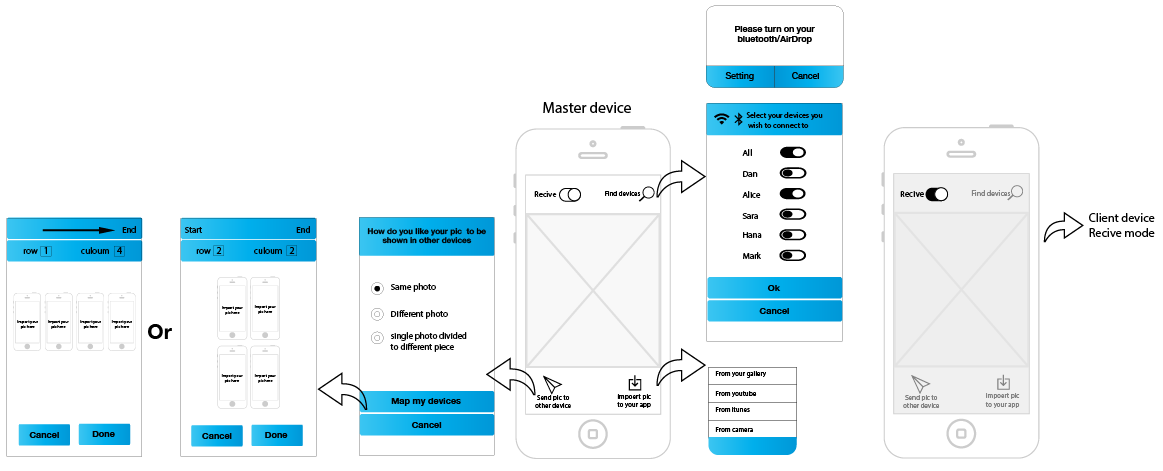 Please turn on your
bluetooth/AirDrop
Setting
Cancel
Master device
Select your devices you
wish to connect to
All
Dan
Alice
Sara
Hana
Mark
Ok
Cancel
Recive
Find devices
Send pic to
other device
Impoert pic
to your app
From your gallery
From youtube
From itunes
From camera
Recive
Find devices
Send pic to
other device
Impoert pic
to your app
Client device
Recive mode
How do you like your pic to be
shown in other devices
Same photo
Different photo
single photo divided
to different piece
Map my devices
Cancel
Start
End
row 2
culoum 2
Import your
pic here
Import your
pic here
Import your
pic here
Import your
pic here
Cancel
Done
Or
End
row 1
culoum 4
Import your
pic here
Import your
pic here
Import your
pic here
Import your
pic here
Cancel
Done